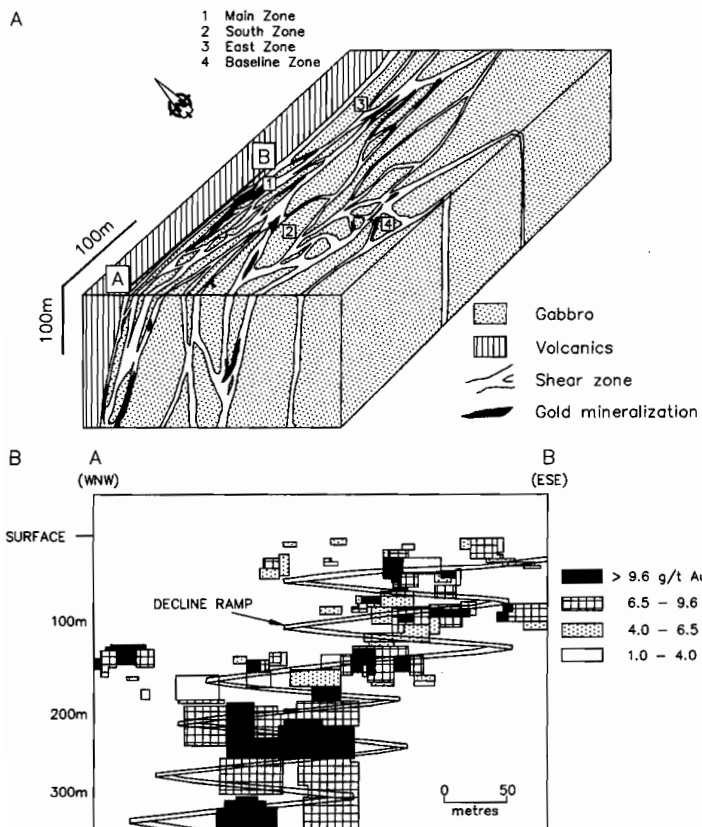 A
1 Main Zone
2 South Zone
3 East Zone
4 Baseline Zone
3
B
1
2
4
100m
A
100m
Gabbro
Volcanics
Shear zone
Gold mineralization
B
A
B
(WNW)
(ESE)
SURFACE
> 9.6 g/t Au
6.5 – 9.6
DECLINE RAMP
100m
4.0 – 6.5
1.0 – 4.0
200m
300m
0 50
metres